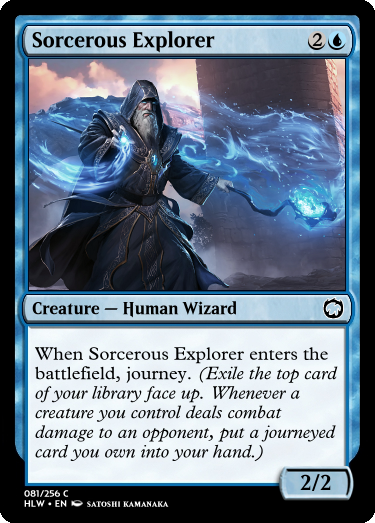 Sorcerous Explorer 2
Creature — Human Wizard
When Sorcerous Explorer enters the
battlefield, journey. (Exile the top card
of your library face up. Whenever a
creature you control deals combat
damage to an opponent, put a journeyed
card you own into your hand.)
2/2
081/256 C
HLW • EN SATOSHI KAMANAKA